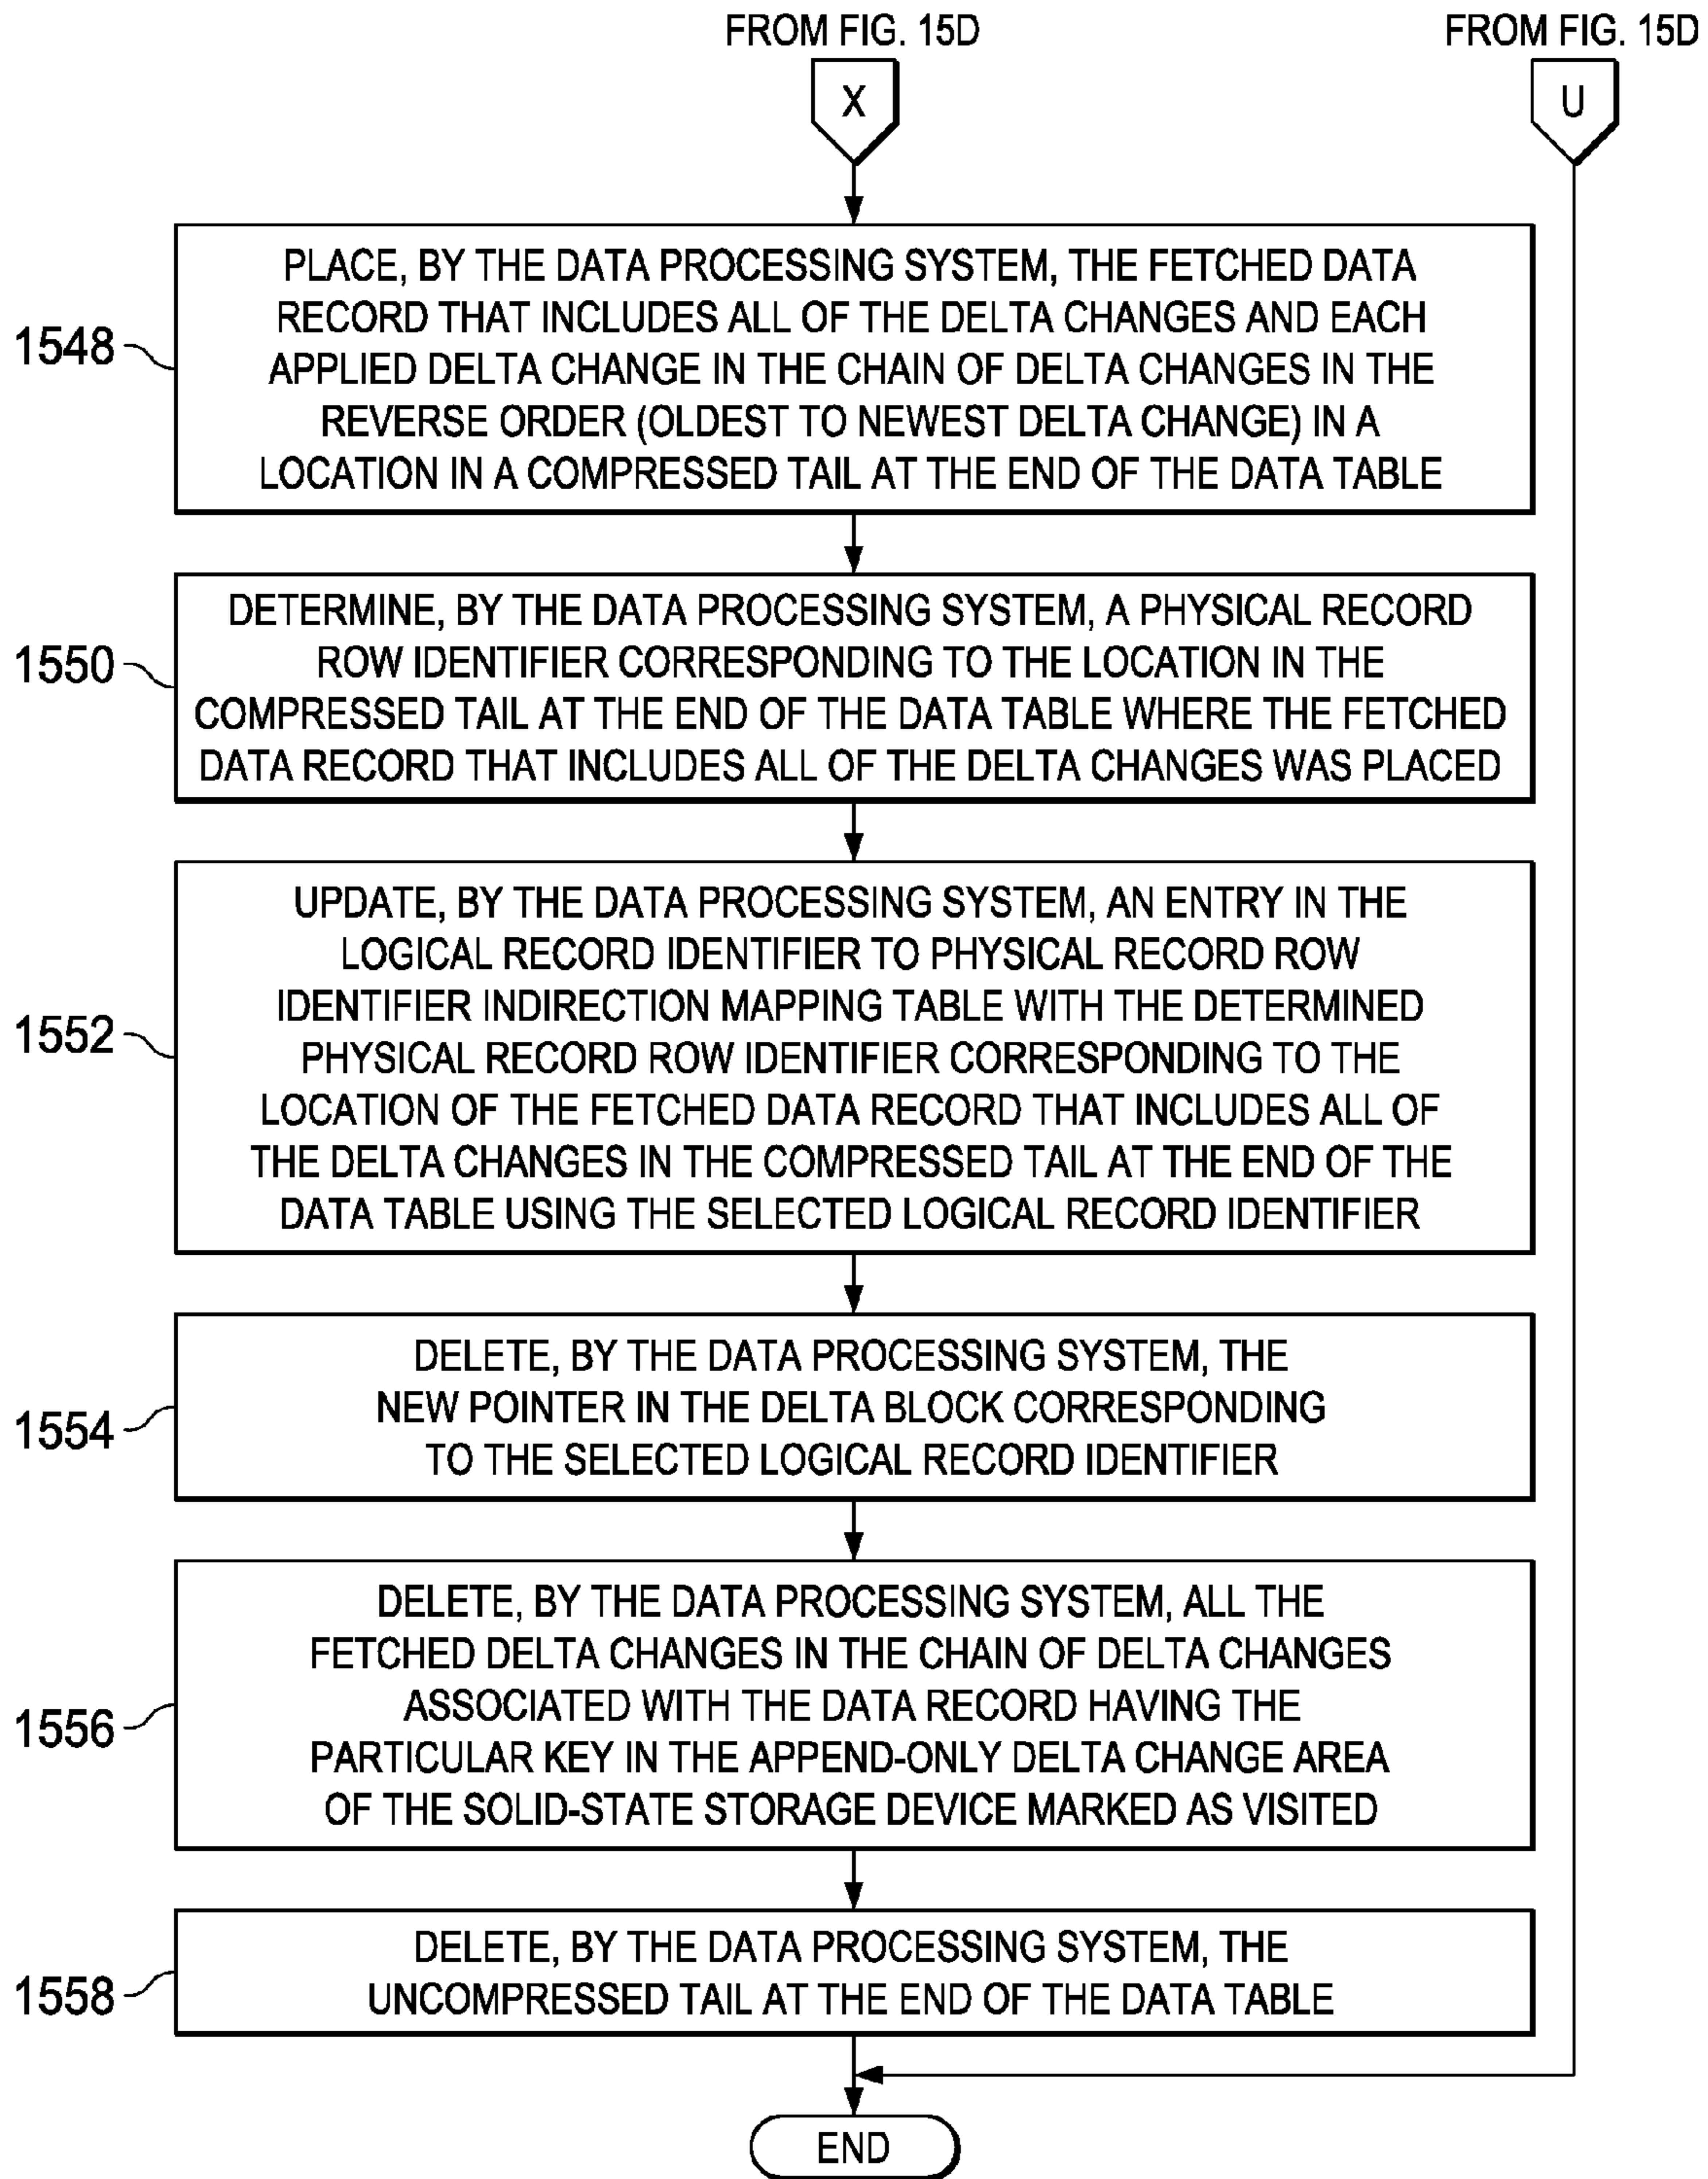 FROM FIG. 15D
FROM FIG. 15D
X
U
1548
PLACE, BY THE DATA PROCESSING SYSTEM, THE FETCHED DATA
RECORD THAT INCLUDES ALL OF THE DELTA CHANGES AND EACH
APPLIED DELTA CHANGE IN THE CHAIN OF DELTA CHANGES IN THE
REVERSE ORDER (OLDEST TO NEWEST DELTA CHANGE) IN A
LOCATION IN A COMPRESSED TAIL AT THE END OF THE DATA TABLE
1550
DETERMINE, BY THE DATA PROCESSING SYSTEM, A PHYSICAL RECORD
ROW IDENTIFIER CORRESPONDING TO THE LOCATION IN THE
COMPRESSED TAIL AT THE END OF THE DATA TABLE WHERE THE FETCHED
DATA RECORD THAT INCLUDES ALL OF THE DELTA CHANGES WAS PLACED
1552
UPDATE, BY THE DATA PROCESSING SYSTEM, AN ENTRY IN THE
LOGICAL RECORD IDENTIFIER TO PHYSICAL RECORD ROW
IDENTIFIER INDIRECTION MAPPING TABLE WITH THE DETERMINED
PHYSICAL RECORD ROW IDENTIFIER CORRESPONDING TO THE
LOCATION OF THE FETCHED DATA RECORD THAT INCLUDES ALL OF
THE DELTA CHANGES IN THE COMPRESSED TAIL AT THE END OF THE
DATA TABLE USING THE SELECTED LOGICAL RECORD IDENTIFIER
1554
DELETE, BY THE DATA PROCESSING SYSTEM, THE
NEW POINTER IN THE DELTA BLOCK CORRESPONDING
TO THE SELECTED LOGICAL RECORD IDENTIFIER
1556
DELETE, BY THE DATA PROCESSING SYSTEM, ALL THE
FETCHED DELTA CHANGES IN THE CHAIN OF DELTA CHANGES
ASSOCIATED WITH THE DATA RECORD HAVING THE
PARTICULAR KEY IN THE APPEND-ONLY DELTA CHANGE AREA
OF THE SOLID-STATE STORAGE DEVICE MARKED AS VISITED
1558
DELETE, BY THE DATA PROCESSING SYSTEM, THE
UNCOMPRESSED TAIL AT THE END OF THE DATA TABLE
END